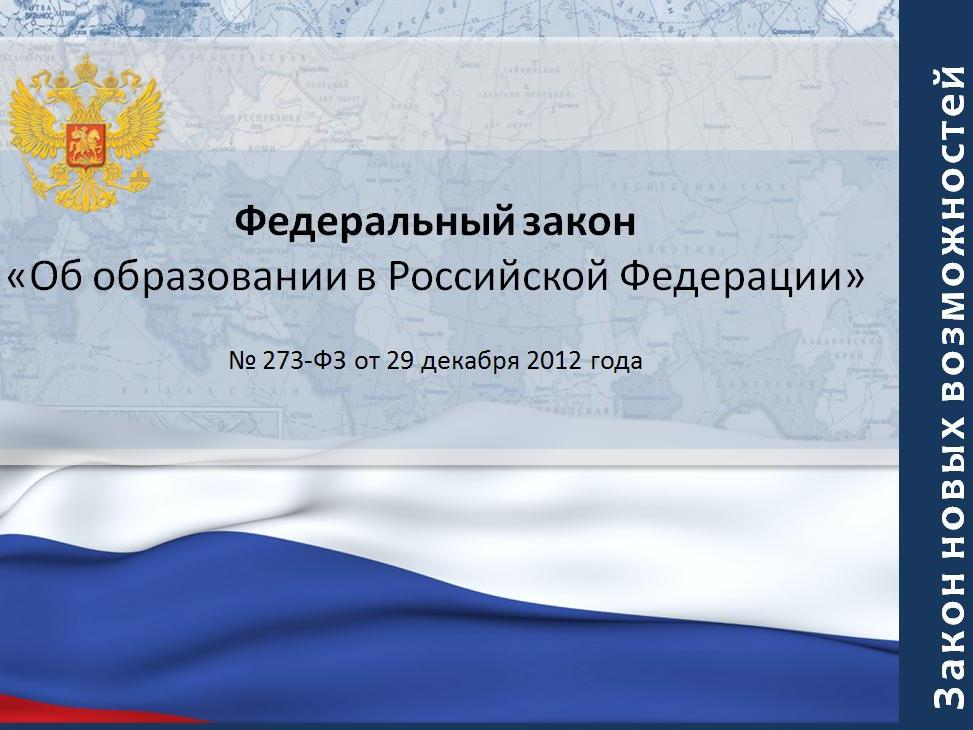 Федеральный закон
«Об образовании в Российской Федерации»
№ 273-ФЗ от 29 декабря 2012 года
Закон новых возможностей